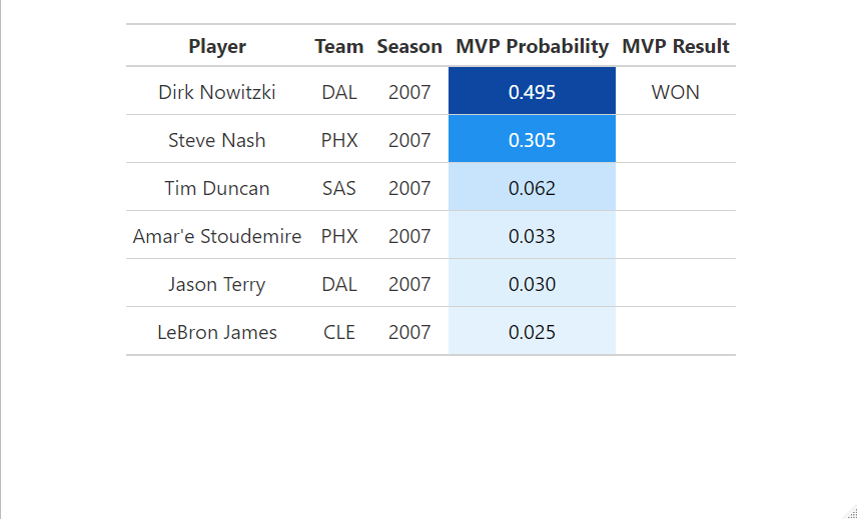 Player Team Season MVP Probability MVP Result
Dirk Nowitzki DAL 2007 0.495 WON
Steve Nash PHX 2007 0.305
Tim Duncan SAS 2007 0.062
Amar'e Stoudemire PHX 2007 0.033
Jason Terry DAL 2007 0.030
LeBron James CLE 2007 0.025